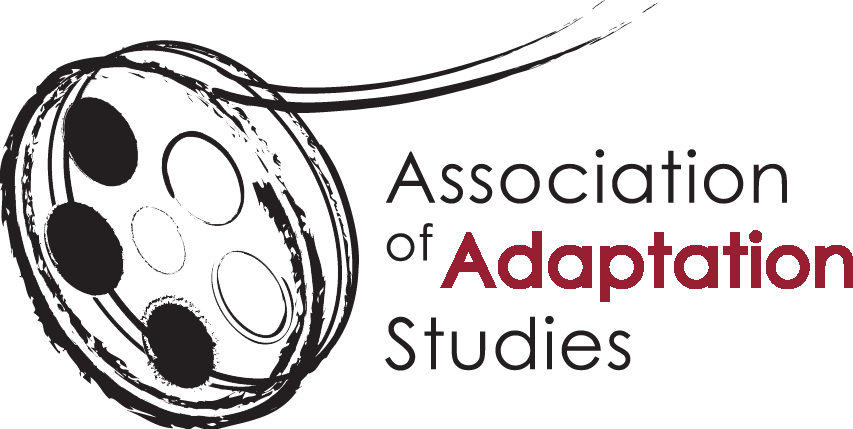 Association
of Adaptation
Studies